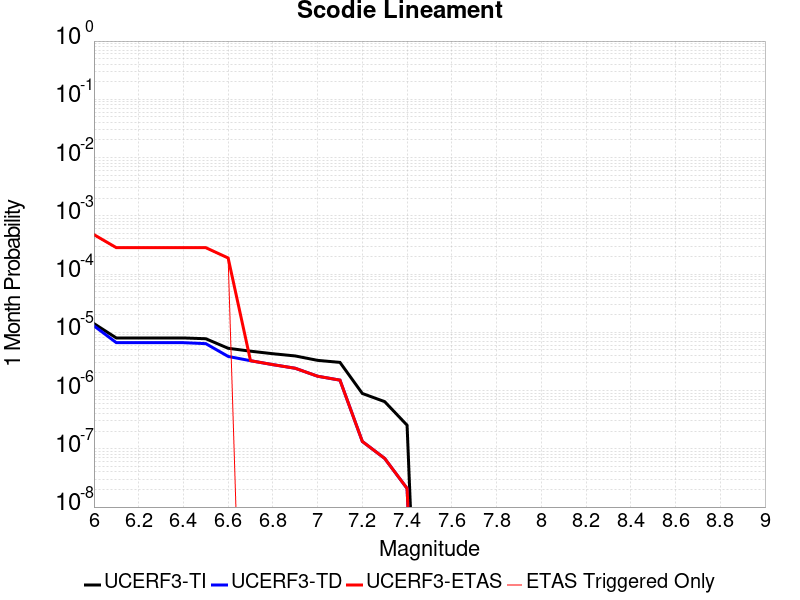 Scodie Lineament
10^0
10^-1
10^-2
10^-3
10^-4
10^-5
10^-6
10^-7
10^-8
1 Month Probability
6 6.2 6.4 6.6 6.8 7 7.2 7.4 7.6 7.8 8 8.2 8.4 8.6 8.8 9
Magnitude
UCERF3-TI UCERF3-TD UCERF3-ETAS ETAS Triggered Only